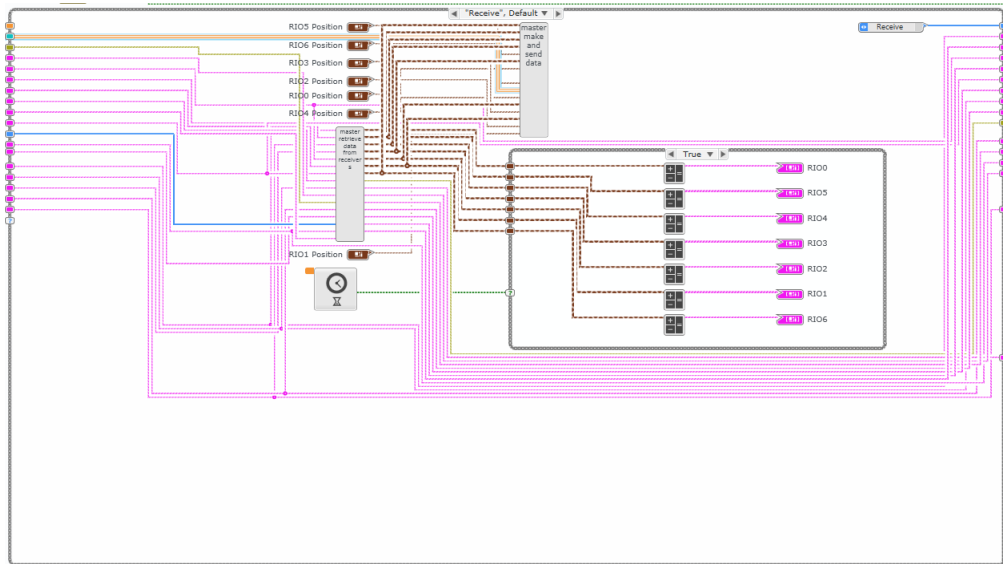 "Receive", Default
RIO5 Position
RIO6 Position
RIO3 Position
RIO2 Position
RIO0 Position
RIO4 Position
master
make
and
send
data
Receive
master
retrieve
data
from
receiver
s
True
RIO0
RIO5
RIO4
RIO3
RIO2
RIO1
RIO6
RIO1 Position